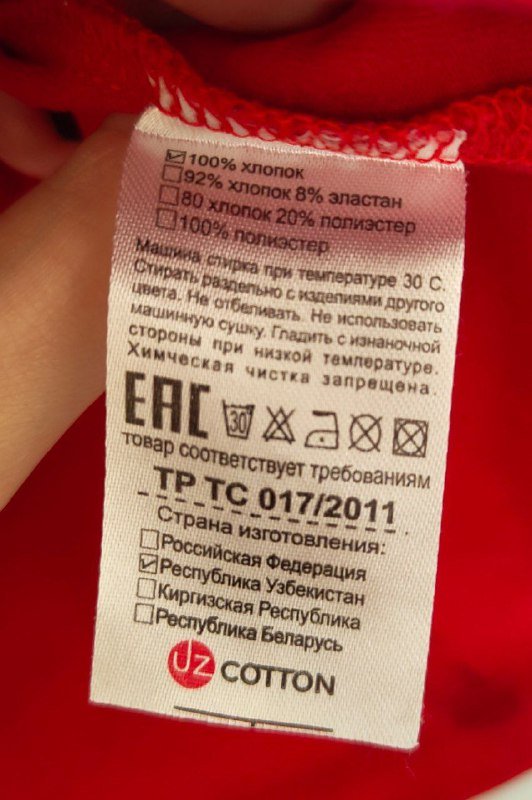 100% хлопок
92% хлопок 8% эластан
80 хлопок 20% полиэстер
100% полиэстер
Машина стирка при температуре 30 С.
Стирать раздельно с изделиями другого
цвета. Не отбеливать. Не использовать
машинную сушку. Гладить с изнаночной
стороны при низкой температуре.
Химческая чистка запрещена.
ЕАС 30
товар соответствует требованиям
ТР ТС 017/2011
Страна изготовления:
Российская Федерация
Республика Узбекистан
Киргизская Республика
Республика Беларусь
UZ COTTON